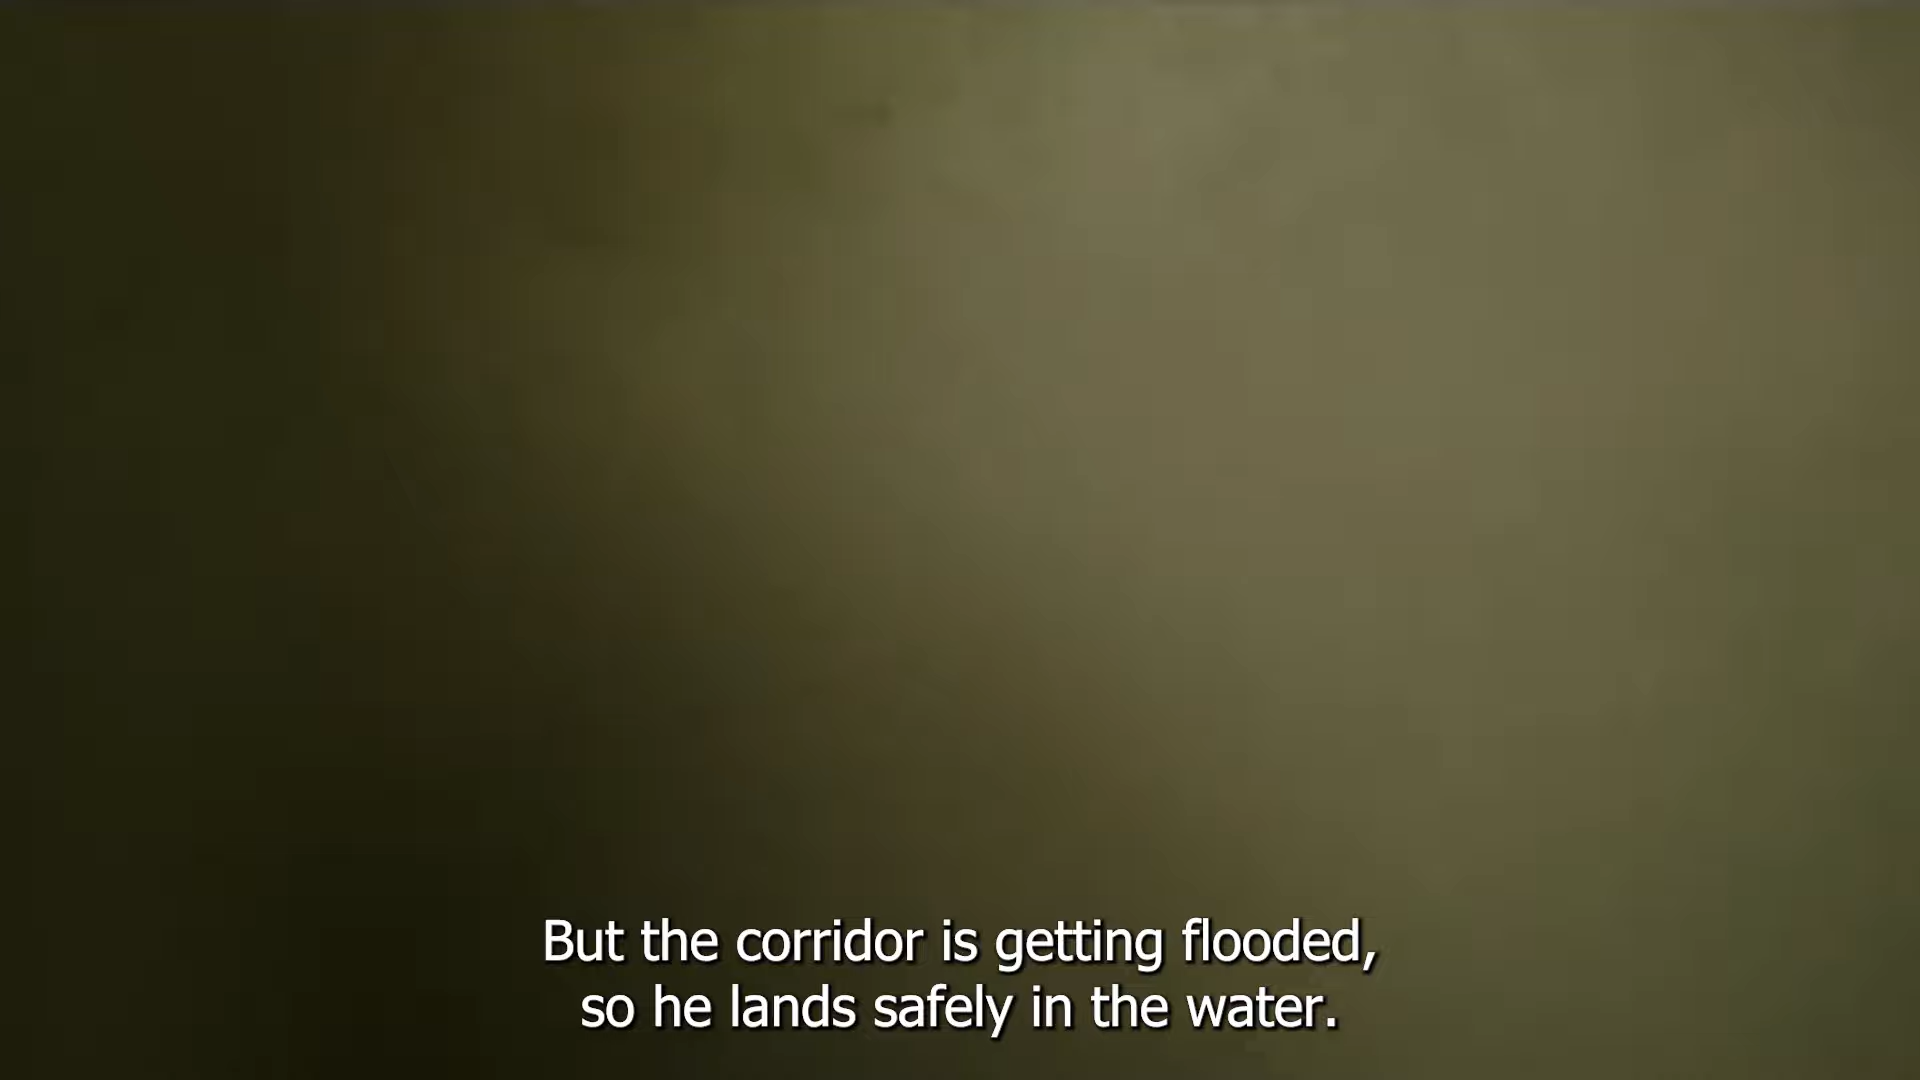 But the corridor is getting flooded,
so he lands safely in the water.